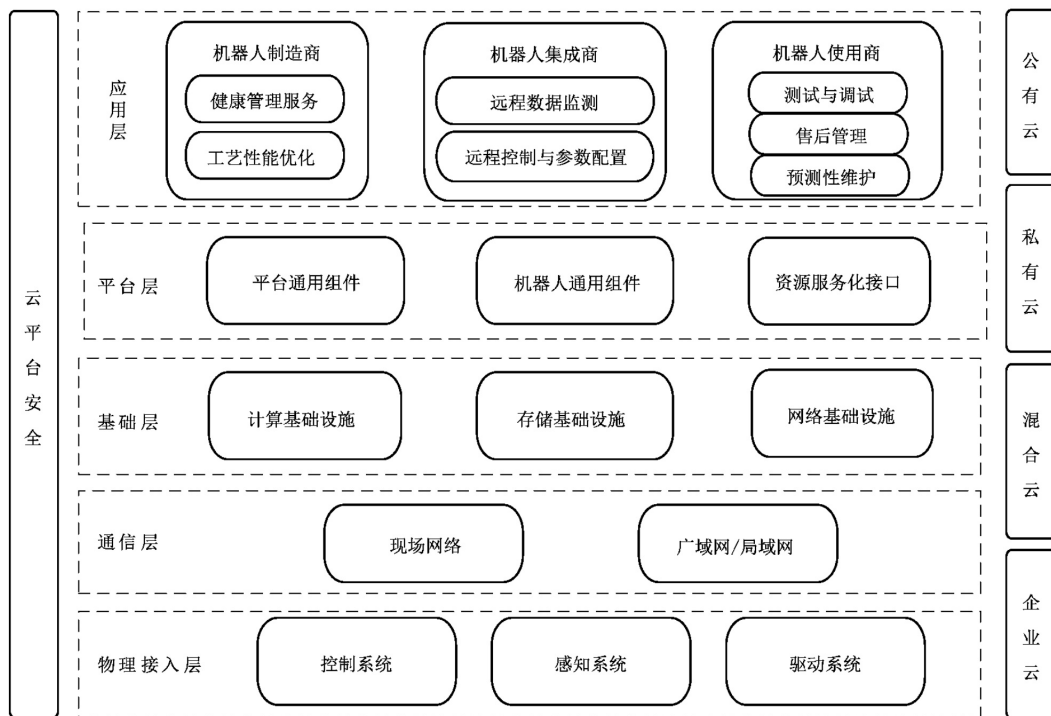 云平台安全
应用层
机器人制造商
健康管理服务
工艺性能优化
机器人集成商
远程数据监测
远程控制与参数配置
机器人使用商
测试与调试
售后管理
预测性维护
平台层
平台通用组件
机器人通用组件
资源服务化接口
基础层
计算基础设施
存储基础设施
网络基础设施
通信层
现场网络
广域网/局域网
物理接入层
控制系统
感知系统
驱动系统
公有云
私有云
混合云
企业云